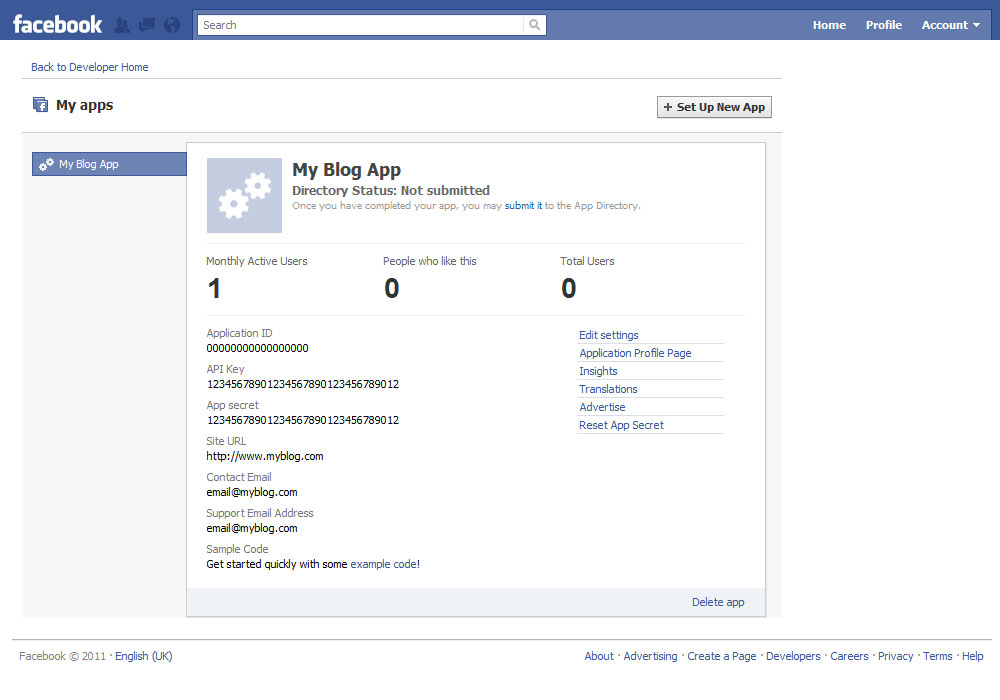 facebook
Search
Home Profile Account
Back to Developer Home
My apps
+ Set Up New App
My Blog App
My Blog App
Directory Status: Not submitted
Once you have completed your app, you may submit it to the App Directory.
Monthly Active Users People who like this Total Users
1 0 0
Application ID
00000000000000000
API Key
12345678901234567890123456789012
App secret
12345678901234567890123456789012
Site URL
http://www.myblog.com
Contact Email
email@myblog.com
Support Email Address
email@myblog.com
Sample Code
Get started quickly with some example code!
Edit settings
Application Profile Page
Insights
Translations
Advertise
Reset App Secret
Delete app
Facebook © 2011 · English (UK)
About · Advertising · Create a Page · Developers · Careers · Privacy · Terms · Help